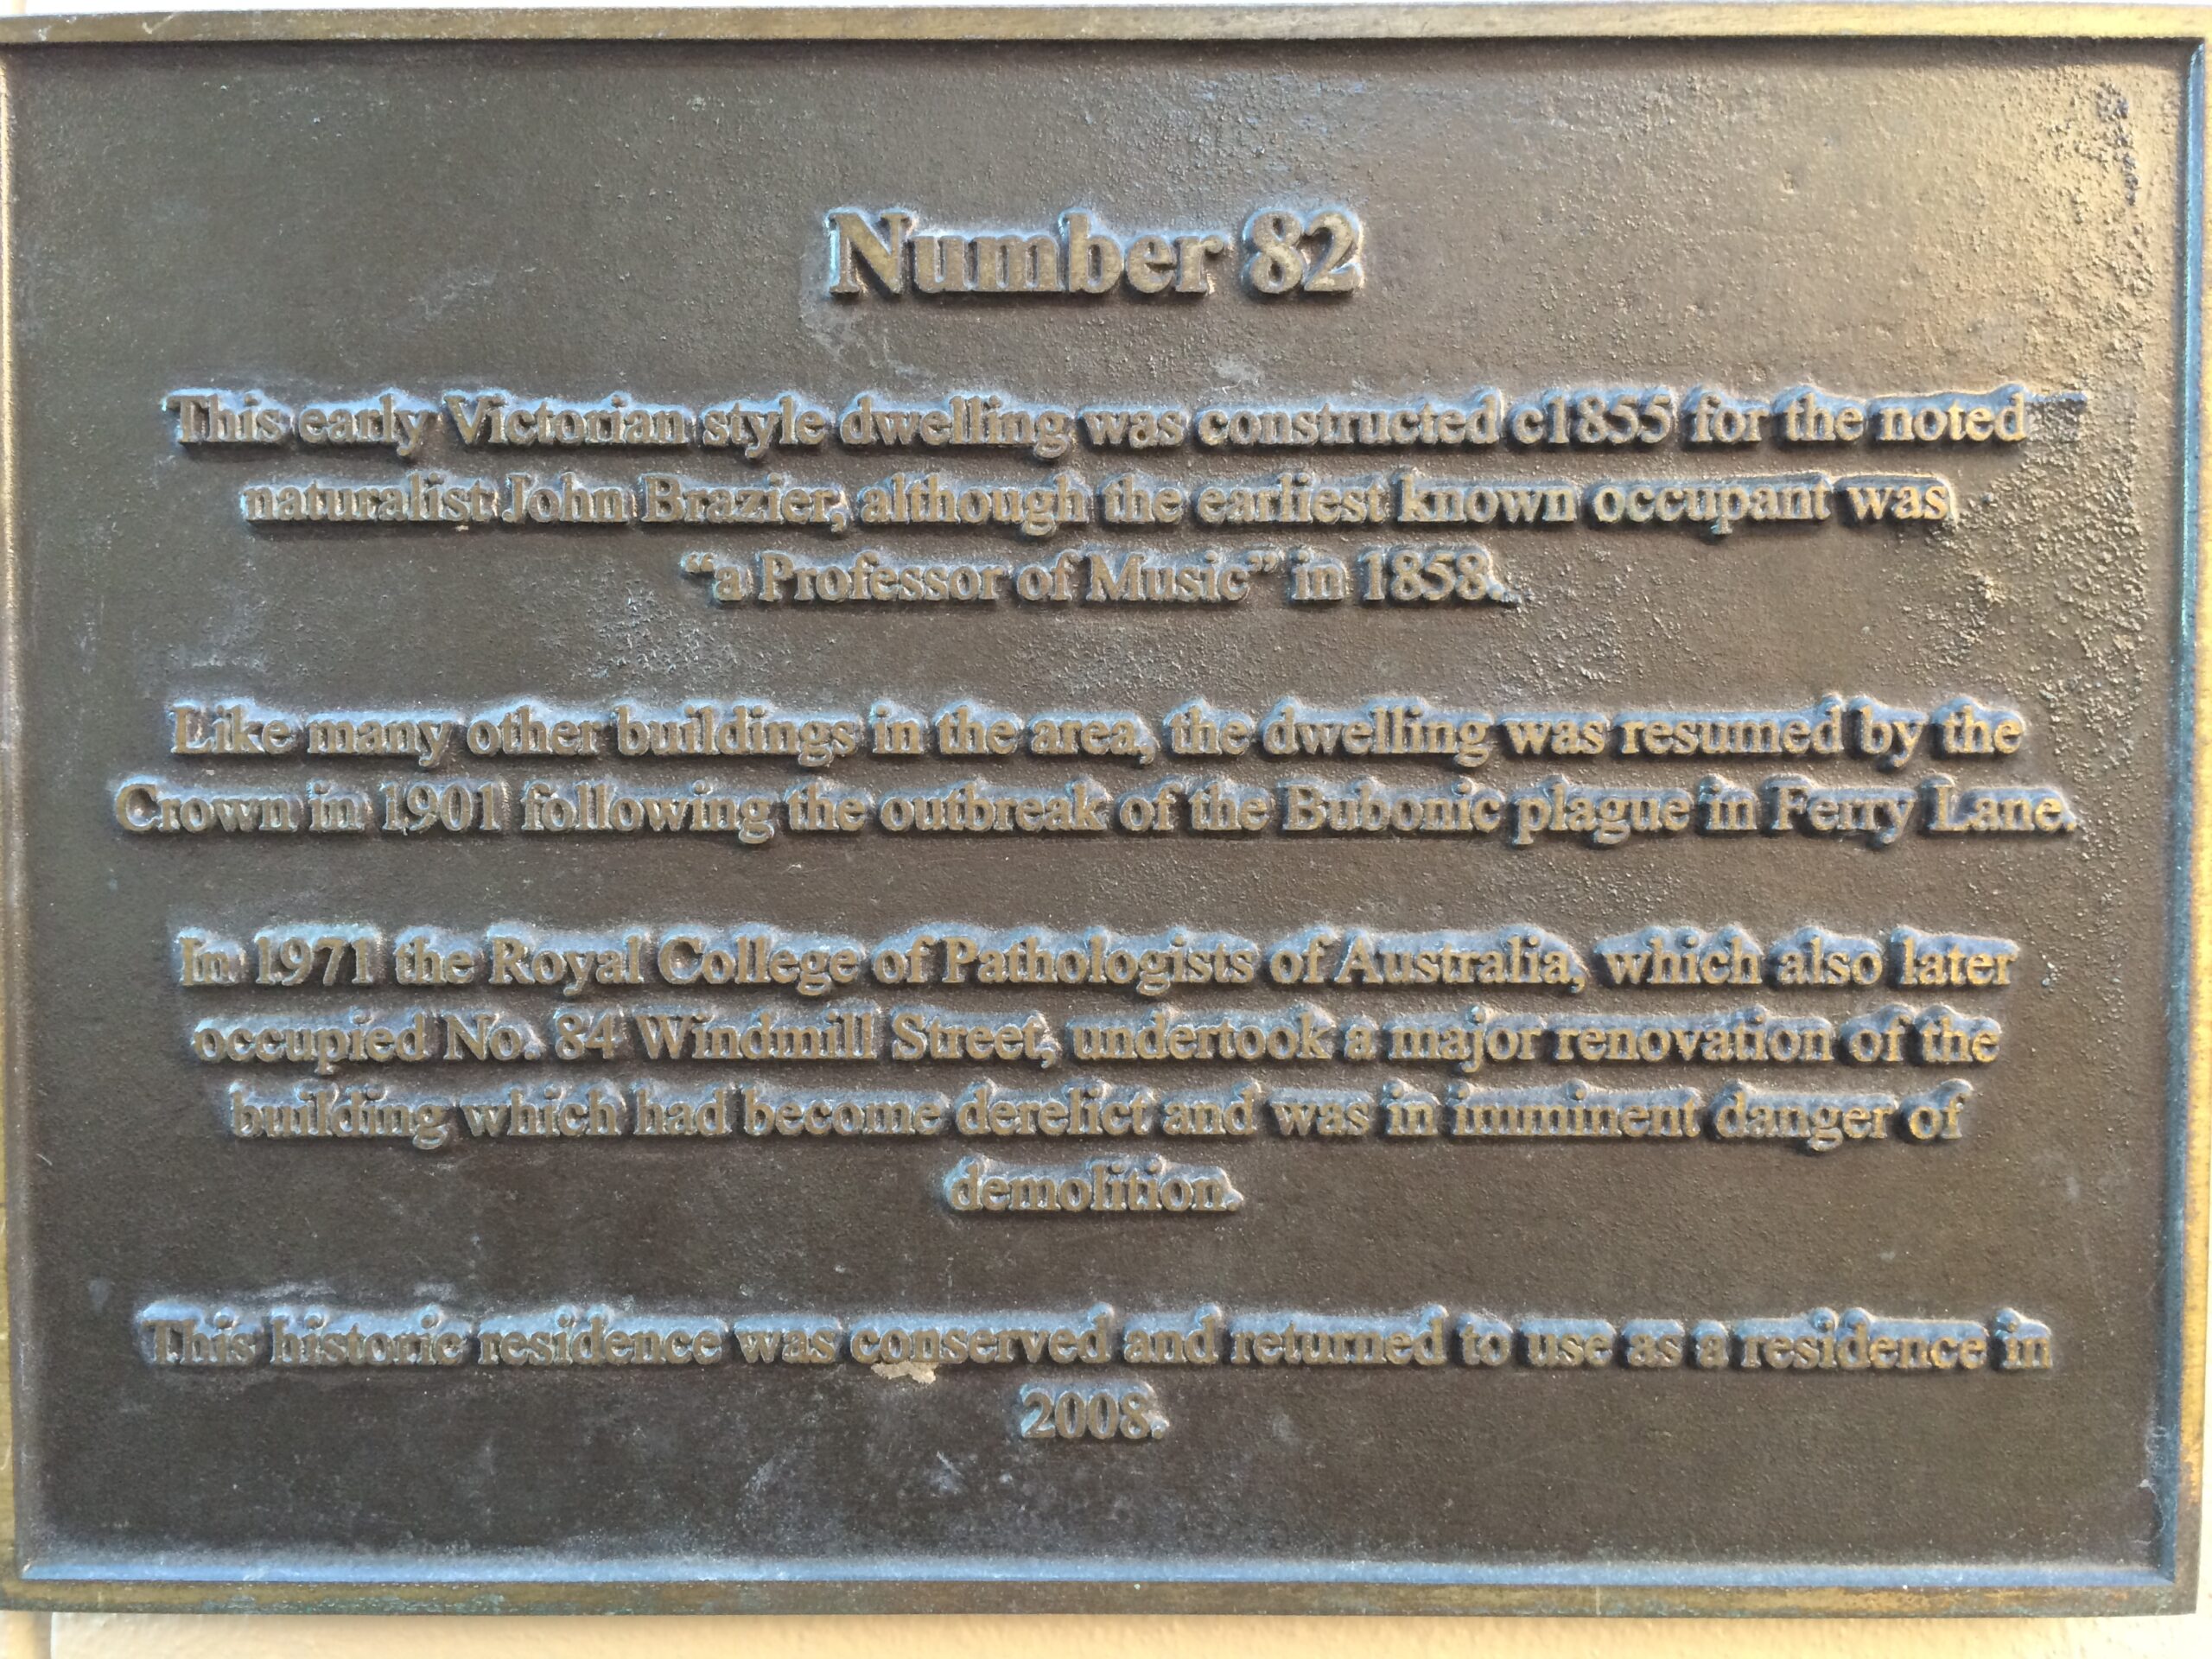 Number 82
This early Victorian style dwelling was constructed c1855 for the noted
naturalist John Brazier, although the earliest known occupant was
“a Professor of Music” in 1858.
Like many other buildings in the area, the dwelling was resumed by the
Crown in 1901 following the outbreak of the Bubonic plague in Ferry Lane.
In 1971 the Royal College of Pathologists of Australia, which also later
occupied No. 84 Windmill Street, undertook a major renovation of the
building which had become derelict and was in imminent danger of
demolition.
This historic residence was conserved and returned to use as a residence in
2008.